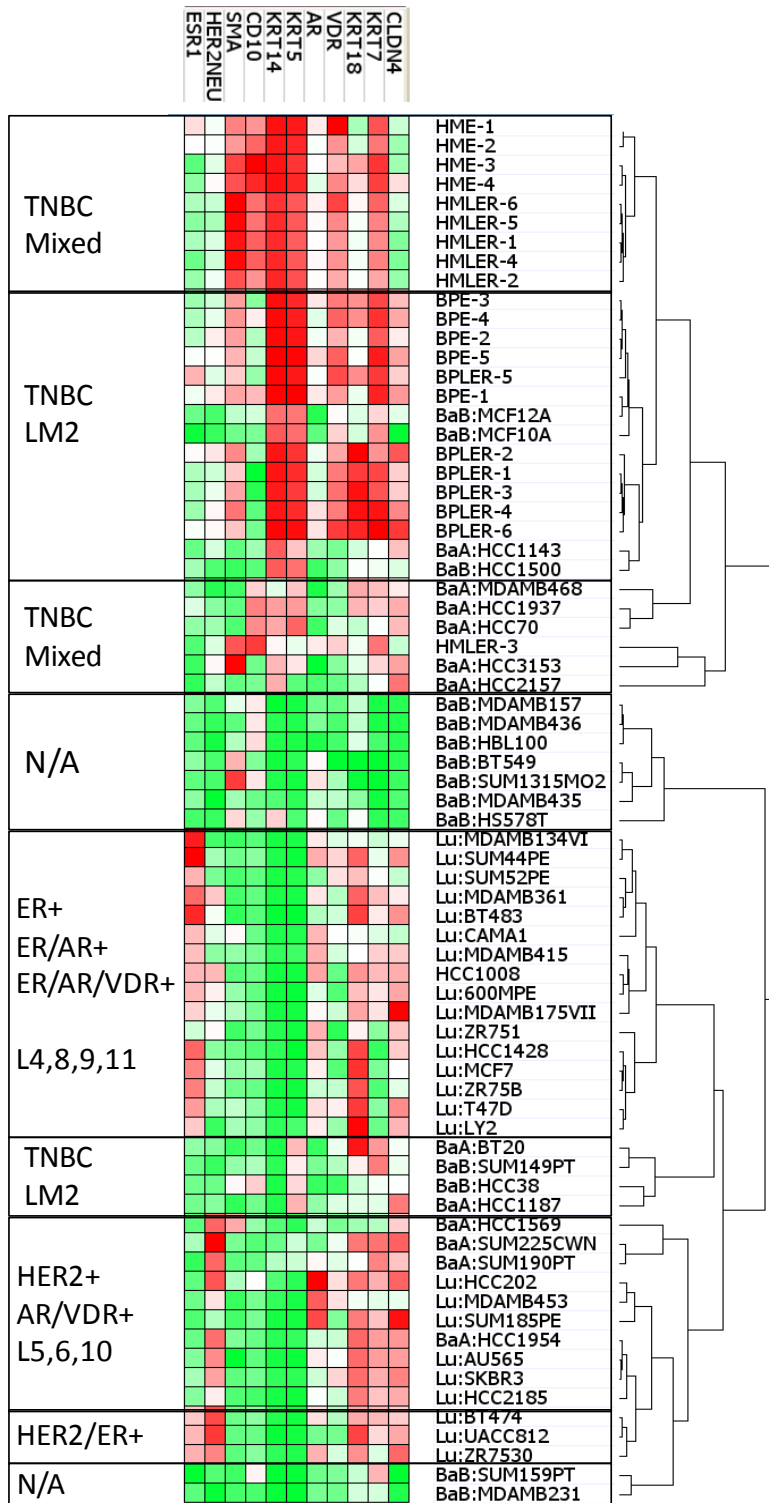 ESR1
HER2NEU
SMA
CD10
KRT14
KRT5
AR
VDR
KRT18
KRT7
CLDN4
TNBC
Mixed
HME-1
HME-2
HME-3
HME-4
HMLER-6
HMLER-5
HMLER-1
HMLER-4
HMLER-2
TNBC
LM2
BPE-3
BPE-4
BPE-2
BPE-5
BPLER-5
BPE-1
BaB:MCF12A
BaB:MCF10A
BPLER-2
BPLER-1
BPLER-3
BPLER-4
BPLER-6
BaA:HCC1143
BaB:HCC1500
TNBC
Mixed
BaA:MDAMB468
BaA:HCC1937
BaA:HCC70
HMLER-3
BaA:HCC3153
BaA:HCC2157
N/A
BaB:MDAMB157
BaB:MDAMB436
BaB:HBL100
BaB:BT549
BaB:SUM1315MO2
BaB:MDAMB435
BaB:HS578T
ER+
ER/AR+
ER/AR/VDR+
L4,8,9,11
Lu:MDAMB134VI
Lu:SUM44PE
Lu:SUM52PE
Lu:MDAMB361
Lu:BT483
Lu:CAMA1
Lu:MDAMB415
HCC1008
Lu:600MPE
Lu:MDAMB175VII
Lu:ZR751
Lu:HCC1428
Lu:MCF7
Lu:ZR75B
Lu:T47D
Lu:LY2
TNBC
LM2
BaA:BT20
BaB:SUM149PT
BaB:HCC38
BaA:HCC1187
HER2+
AR/VDR+
L5,6,10
BaA:HCC1569
BaA:SUM225CWN
BaA:SUM190PT
Lu:HCC202
Lu:MDAMB453
Lu:SUM185PE
BaA:HCC1954
Lu:AU565
Lu:SKBR3
Lu:HCC2185
HER2/ER+
Lu:BT474
Lu:UACC812
Lu:ZR7530
N/A
BaB:SUM159PT
BaB:MDAMB231